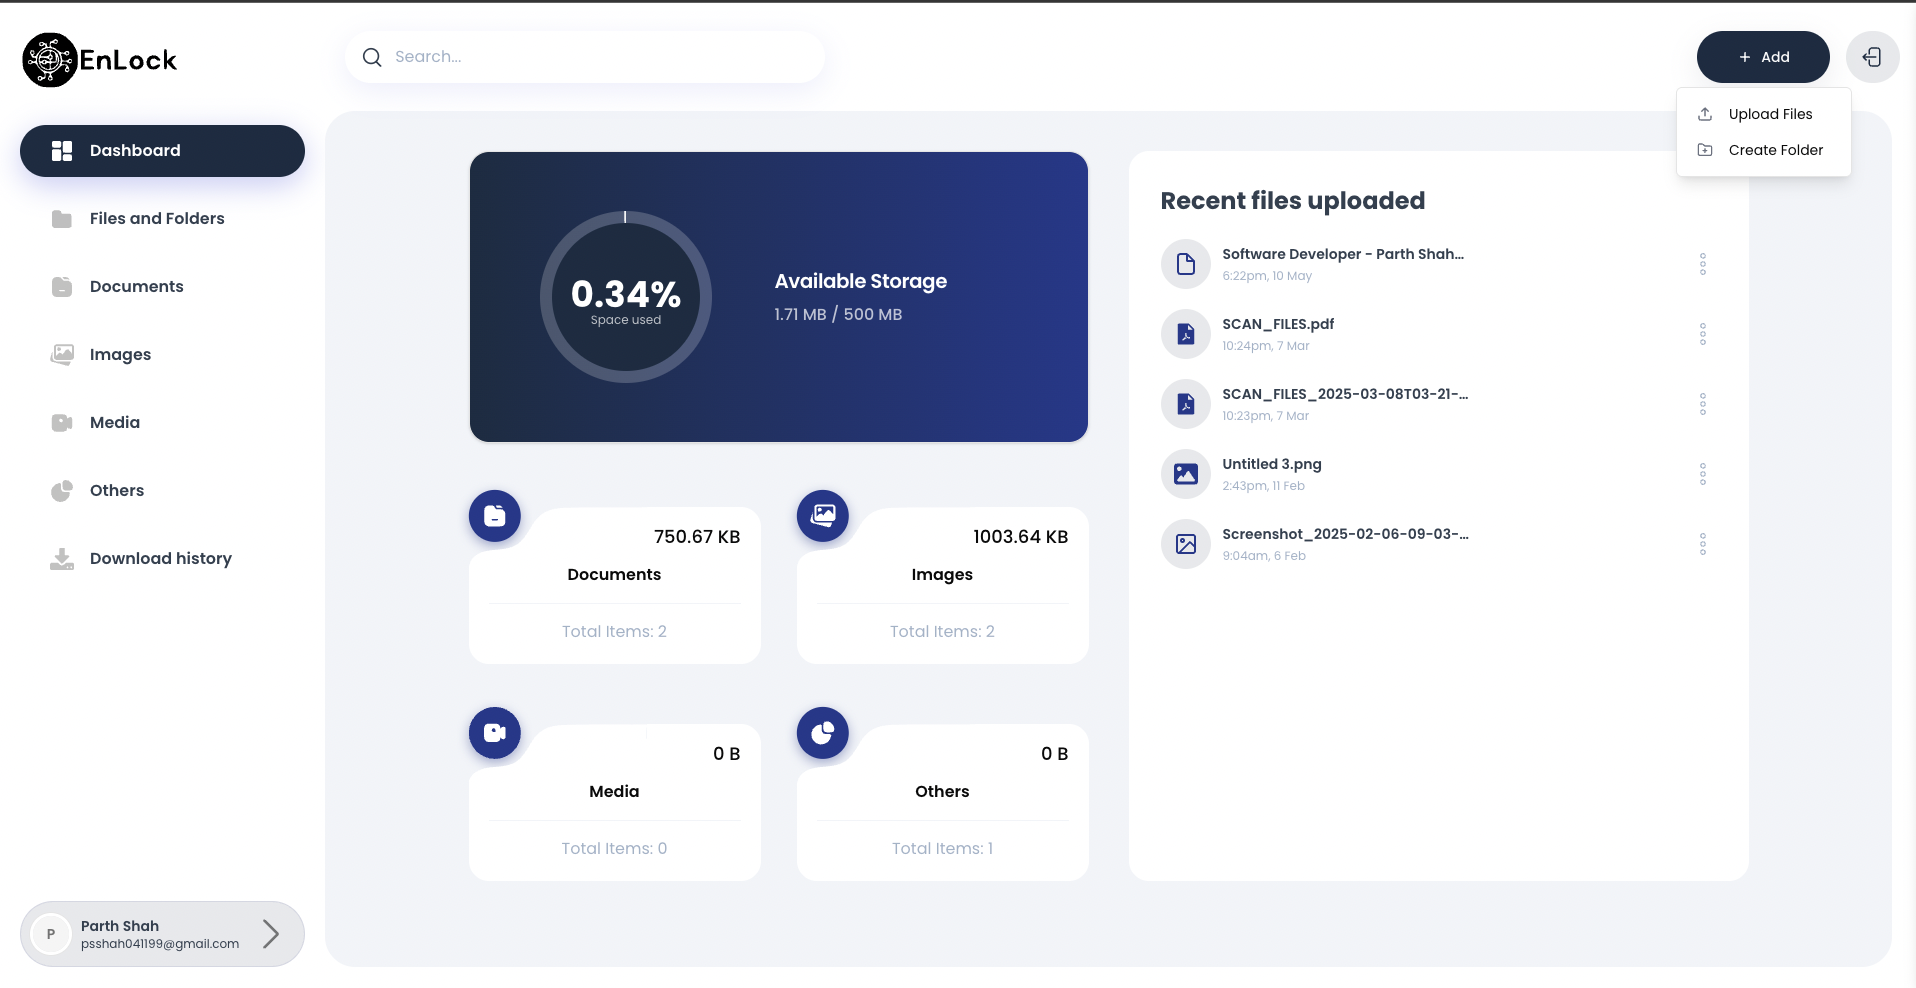 EnLock
Search...
+ Add
Upload Files
Create Folder
Dashboard
Files and Folders
Documents
Images
Media
Others
Download history
0.34%
Space used
Available Storage
1.71 MB / 500 MB
750.67 KB
Documents
Total Items: 2
1003.64 KB
Images
Total Items: 2
0 B
Media
Total Items: 0
0 B
Others
Total Items: 1
Recent files uploaded
Software Developer - Parth Shah...
6:22pm, 10 May
SCAN_FILES.pdf
10:24pm, 7 Mar
SCAN_FILES_2025-03-08T03-21-...
10:23pm, 7 Mar
Untitled 3.png
2:43pm, 11 Feb
Screenshot_2025-02-06-09-03-...
9:04am, 6 Feb
P
Parth Shah
psshah041199@gmail.com